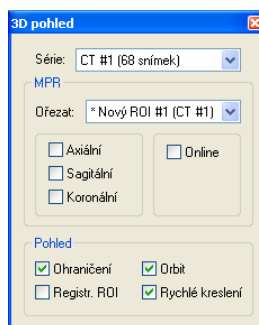 3D pohled
Série: CT #1 (68 snímek)
MPR
Ořezat: * Nový ROI #1 (CT #1)
Axiální Online
Sagitální
Koronální
Pohled
Ohraničení Orbit
Registr. ROI Rychlé kreslení